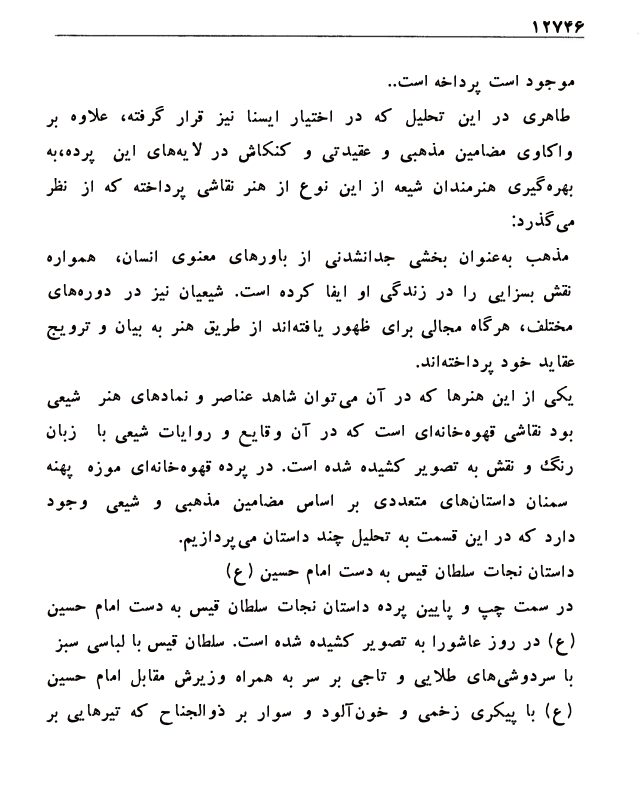 ۱۲۷۴۶
موجود است پرداخه است..
طاهری در این تحلیل که در اختیار ایسنا نیز قرار گرفته، علاوه بر
واکاوی مضامین مذهبی و عقیدتی و کنکاش در لایه‌های این پرده،به
بهره‌گیری هنرمندان شیعه از این نوع از هنر نقاشی پرداخته که از نظر
می‌گذرد:
مذهب به‌عنوان بخشی جدانشدنی از باورهای معنوی انسان، همواره
نقش بسزایی را در زندگی او ایفا کرده است. شیعیان نیز در دوره‌های
مختلف، هرگاه مجالی برای ظهور یافته‌اند از طریق هنر به بیان و ترویج
عقاید خود پرداخته‌اند.
یکی از این هنرها که در آن می‌توان شاهد عناصر و نمادهای هنر شیعی
بود نقاشی قهوه‌خانه‌ای است که در آن وقایع و روایات شیعی با زبان
رنگ و نقش به تصویر کشیده شده است. در پرده قهوه‌خانه‌ای موزه پهنه
سمنان داستان‌های متعددی بر اساس مضامین مذهبی و شیعی وجود
دارد که در این قسمت به تحلیل چند داستان می‌پردازیم.
داستان نجات سلطان قیس به دست امام حسین (ع)
در سمت چپ و پایین پرده داستان نجات سلطان قیس به دست امام حسین
(ع) در روز عاشورا به تصویر کشیده شده است. سلطان قیس با لباسی سبز
با سردوشی‌های طلایی و تاجی بر سر به همراه وزیرش مقابل امام حسین
(ع) با پیکری زخمی و خون‌آلود و سوار بر ذوالجناح که تیرهایی بر